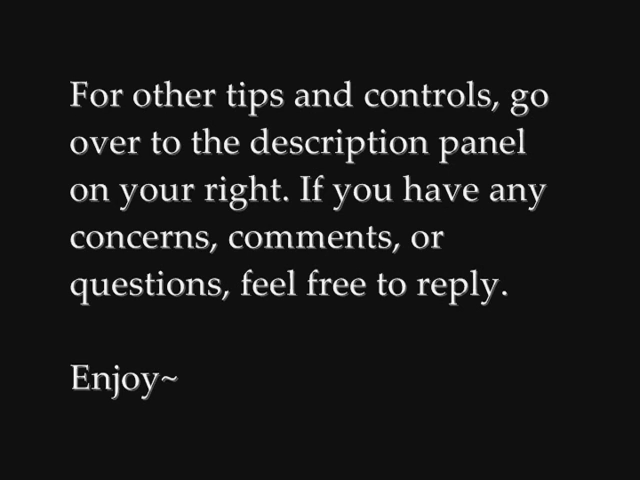 For other tips and controls, go
over to the description panel
on your right. If you have any
concerns, comments, or
questions, feel free to reply.
Enjoy~